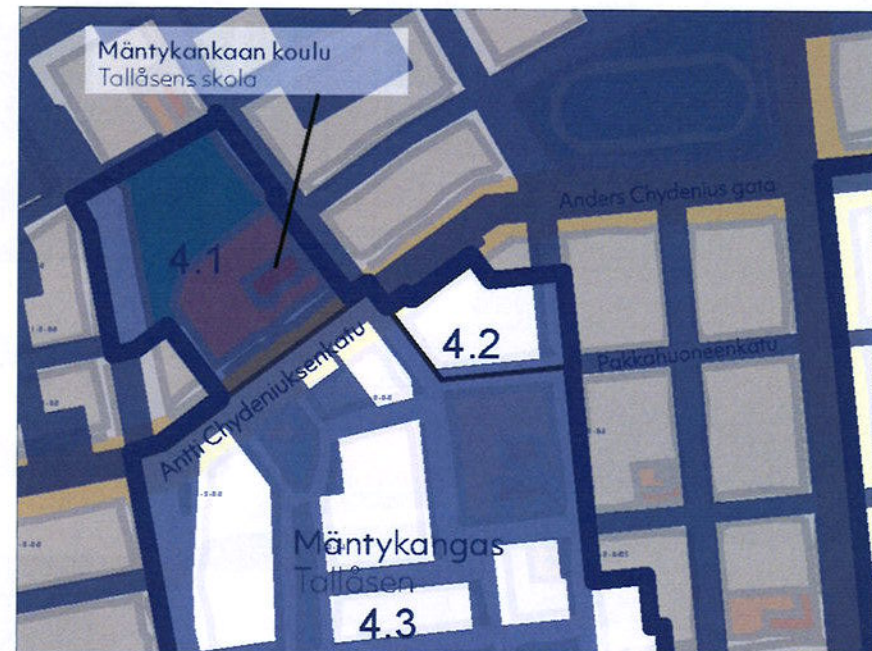 Mäntykankaan koulu
Tallåsens skola
Anders Chydenius gata
4.1
4.2
Pakkahuoneenkatu
Antti Chydeniuksenkatu
Mäntykangas
Tallåsen
4.3